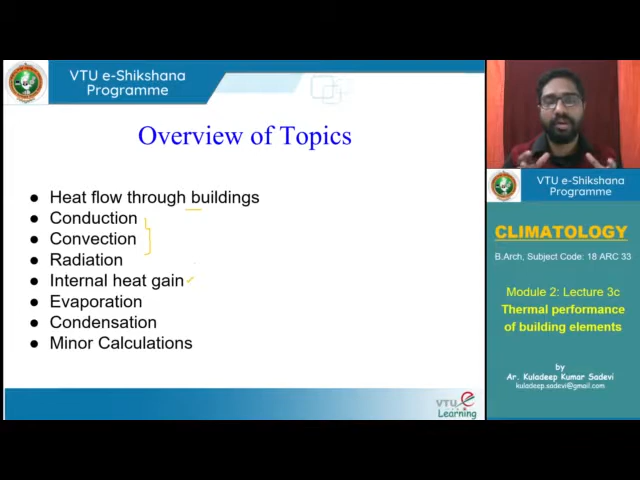 VTU e-Shikshana
Programme
Overview of Topics
● Heat flow through buildings
● Conduction
● Convection
● Radiation
● Internal heat gain
● Evaporation
● Condensation
● Minor Calculations
VTU e
Learning
VTU e-Shikshana
Programme
CLIMATOLOGY
B.Arch, Subject Code: 18 ARC 33
Module 2: Lecture 3c
Thermal performance
of building elements
by
Ar. Kuladeep Kumar Sadevi
kuladeep.sadevi@gmail.com